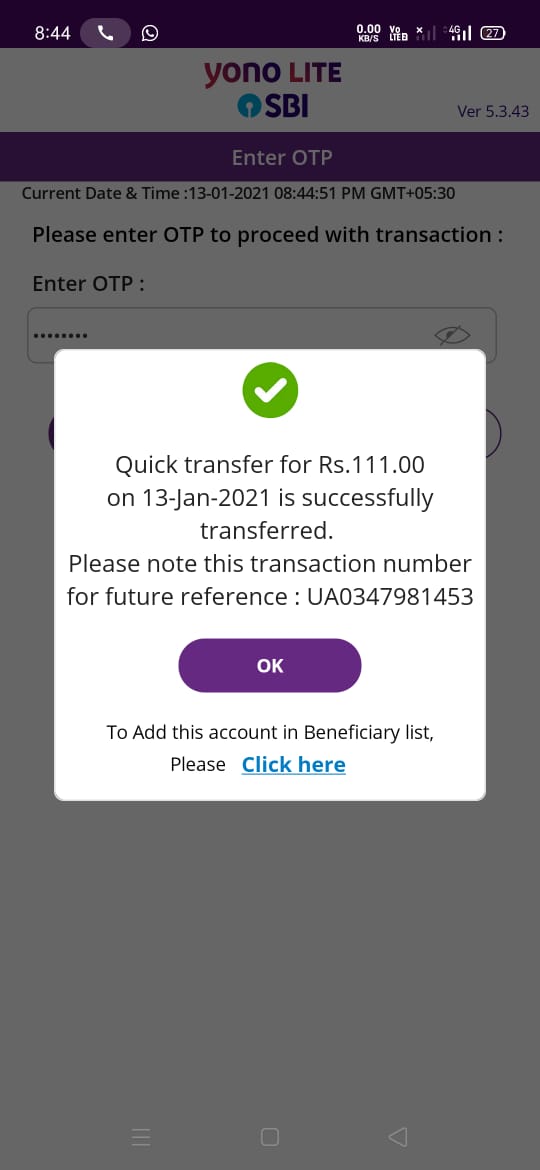 8:44 0.00 KB/S Vo LTE 4G 27
yono LITE
SBI
Ver 5.3.43
Enter OTP
Current Date & Time :13-01-2021 08:44:51 PM GMT+05:30
Please enter OTP to proceed with transaction :
Enter OTP :
••••••••
Quick transfer for Rs.111.00
on 13-Jan-2021 is successfully
transferred.
Please note this transaction number
for future reference : UA0347981453
OK
To Add this account in Beneficiary list,
Please Click here